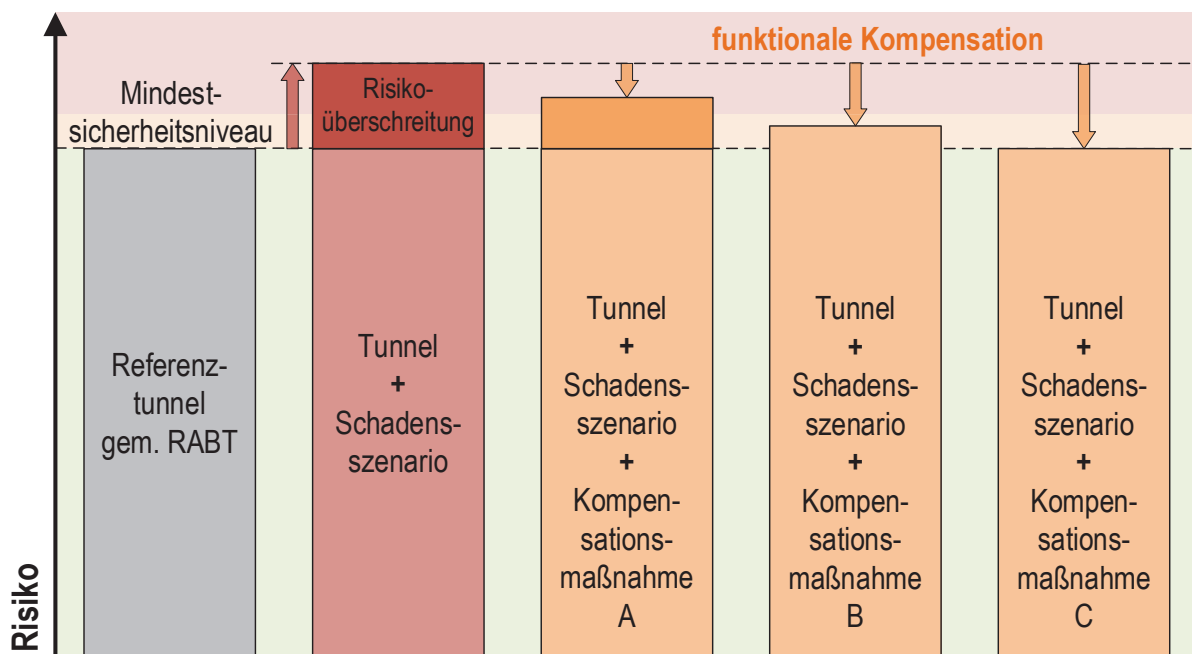 funktionale Kompensation
Mindest-
sicherheitsniveau
Risiko-
überschreitung
Referenz-
tunnel
gem. RABT
Tunnel
+
Schadens-
szenario
Tunnel
+
Schadens-
szenario
+
Kompen-
sations-
maßnahme
A
Tunnel
+
Schadens-
szenario
+
Kompen-
sations-
maßnahme
B
Tunnel
+
Schadens-
szenario
+
Kompen-
sations-
maßnahme
C
Risiko